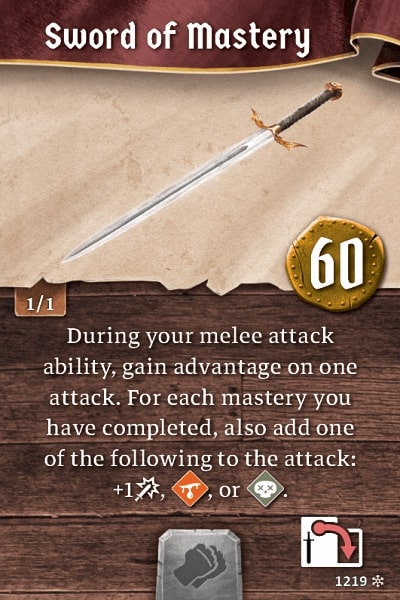 Sword of Mastery
60
1/1
During your melee attack
ability, gain advantage on one
attack. For each mastery you
have completed, also add one
of the following to the attack:
+1, , or .
1219